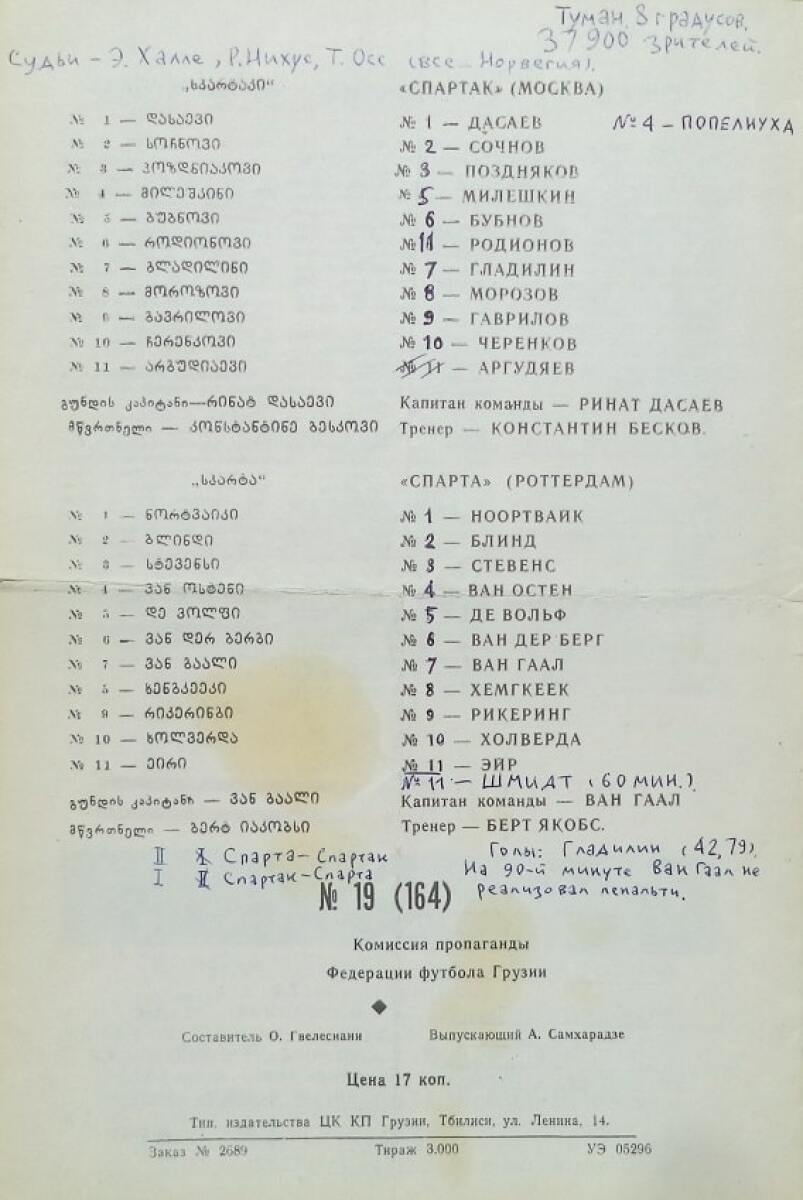 Туман, 8 градусов.
37900 зрителей.
Судьи – Э. Халле, Р. Нихус, Т. Осс (все – Норвегия).
„სპარტაკი“ «СПАРТАК» (МОСКВА)
№ 1 — დასაევი № 1 — ДАСАЕВ №4 – ПОПЕЛНУХА
№ 2 — სოჩნოვი № 2 — СОЧНОВ
№ 3 — პოზდნიაკოვი № 3 — ПОЗДНЯКОВ
№ 4 — მილეშკინი № 5 — МИЛЕШКИН
№ 5 — ბუბნოვი № 6 — БУБНОВ
№ 6 — როდიონოვი № 11 — РОДИОНОВ
№ 7 — გლადილინი № 7 — ГЛАДИЛИН
№ 8 — მოროზოვი № 8 — МОРОЗОВ
№ 9 — გავრილოვი № 9 — ГАВРИЛОВ
№ 10 — ჩერენკოვი № 10 — ЧЕРЕНКОВ
№ 11 — არგუდიაევი № 11 — АРГУДЯЕВ
გუნდის კაპიტანი—რინატ დასაევი Капитан команды — РИНАТ ДАСАЕВ
მწვრთნელი — კონსტანტინე ბესკოვი Тренер — КОНСТАНТИН БЕСКОВ.
„სპარტა“ «СПАРТА» (РОТТЕРДАМ)
№ 1 — ნორტვაიკი № 1 — НООРТВАЙК
№ 2 — ბლინდი № 2 — БЛИНД
№ 3 — სტევენსი № 3 — СТЕВЕНС
№ 4 — ვან ოსტენი № 4 — ВАН ОСТЕН
№ 5 — დე ვოლფი № 5 — ДЕ ВОЛЬФ
№ 6 — ვან დერ ბერგი № 6 — ВАН ДЕР БЕРГ
№ 7 — ვან გაალი № 7 — ВАН ГААЛ
№ 8 — ხენგკეეკი № 8 — ХЕМГКЕЕК
№ 9 — რიკერინგი № 9 — РИКЕРИНГ
№ 10 — ხოლვერდა № 10 — ХОЛВЕРДА
№ 11 — ეირი № 11 — ЭЙР
№ 11 – ШМИДТ (60 МИН.).
გუნდის კაპიტანი — ვან გაალი Капитан команды — ВАН ГААЛ
მწვრთნელი — ბერტ იაკობსი Тренер — БЕРТ ЯКОБС.
II I Спарта–Спартак Голы: Гладилин (42,79).
I II Спартак–Спарта На 90-й минуте Ван Гаал не
реализовал пенальти.
№ 19 (164)
Комиссия пропаганды
Федерации футбола Грузии
Составитель О. Гвелесиани Выпускающий А. Самхарадзе
Цена 17 коп.
Тип. издательства ЦК КП Грузии, Тбилиси, ул. Ленина, 14.
Заказ № 2689 Тираж 3.000 УЭ 05296